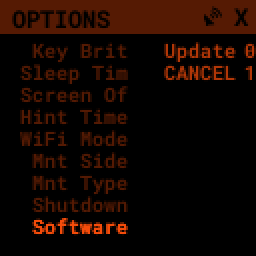 OPTIONS X
Key Brit Update 0
Sleep Tim CANCEL 1
Screen Of
Hint Time
WiFi Mode
Mnt Side
Mnt Type
Shutdown
Software